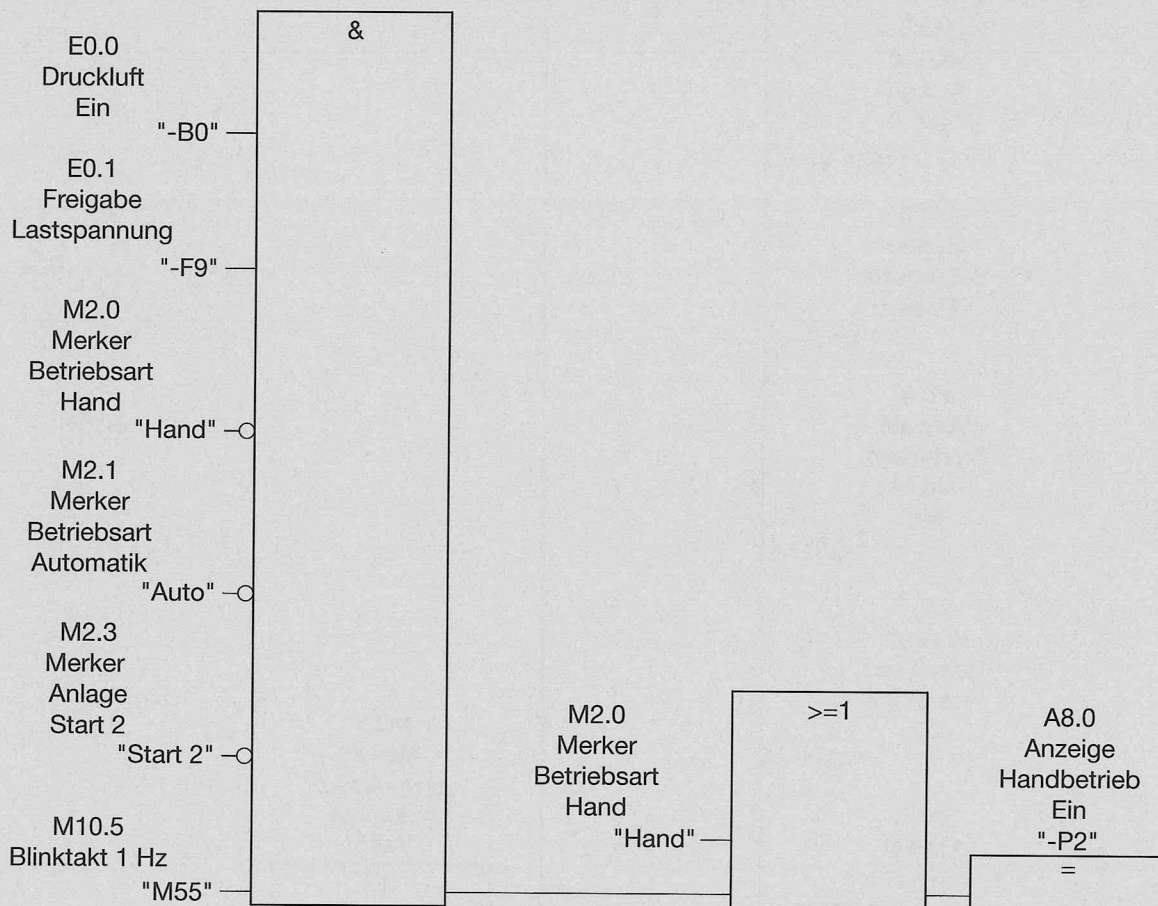 &
E0.0
Druckluft
Ein
"-B0"
E0.1
Freigabe
Lastspannung
"-F9"
M2.0
Merker
Betriebsart
Hand
"Hand"
M2.1
Merker
Betriebsart
Automatik
"Auto"
M2.3
Merker
Anlage
Start 2
"Start 2"
M10.5
Blinktakt 1 Hz
"M55"
M2.0
Merker
Betriebsart
Hand
"Hand"
>=1
A8.0
Anzeige
Handbetrieb
Ein
"-P2"
=